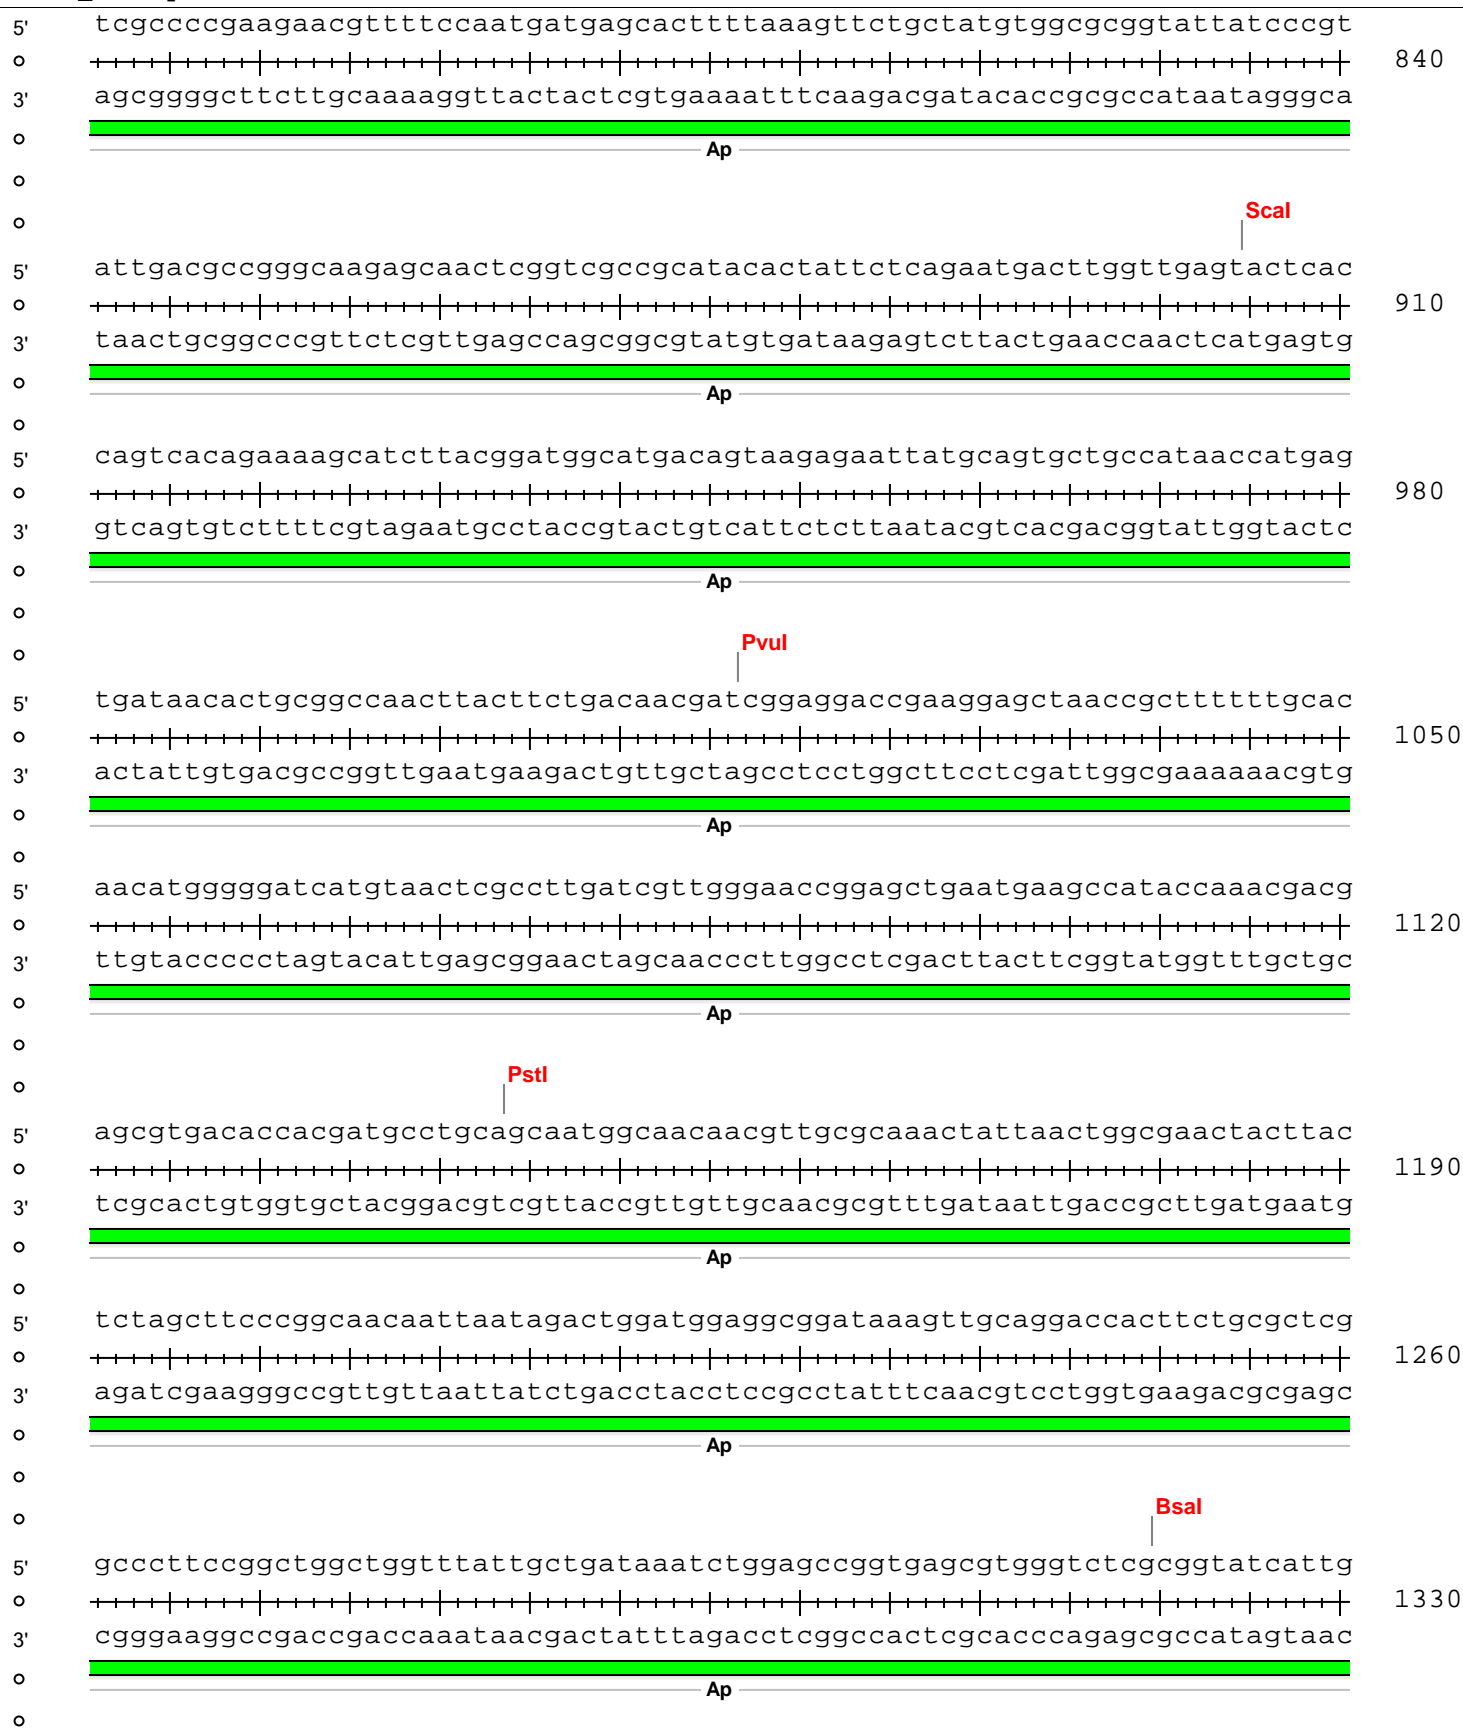 5' tcgccccgaagaacgttttccaatgatgagcacttttaaagttctgctatgtggcgcggtattatcccgt
840
3' agcggggcttcttgcaaaaggttactactcgtgaaaatttcaagacgatacaccgcgccataatagggca
Ap
ScaI
5' attgacgccgggcaagagcaactcggtcgccgcatacactattctcagaatgacttggttgagtactcac
910
3' taactgcggcccgttctcgttgagccagcggcgtatgtgataagagtcttactgaaccaactcatgagtg
Ap
5' cagtcacagaaaagcatcttacggatggcatgacagtaagagaattatgcagtgctgccataaccatgag
980
3' gtcagtgtcttttcgtagaatgcctaccgtactgtcattctcttaatacgtcacgacggtattggtactc
Ap
PvuI
5' tgataacactgcggccaacttacttctgacaacgatcggaggaccgaaggagctaaccgcttttttgcac
1050
3' actattgtgacgccggttgaatgaagactgttgctagcctcctggcttcctcgattggcgaaaaaacgtg
Ap
5' aacatgggggatcatgtaactcgccttgatcgttgggaaccggagctgaatgaagccataccaaacgacg
1120
3' ttgtaccccctagtacattgagcggaactagcaacccttggcctcgacttacttcggtatggtttgctgc
Ap
PstI
5' agcgtgacaccacgatgcctgcagcaatggcaacaacgttgcgcaaactattaactggcgaactacttac
1190
3' tcgcactgtggtgctacggacgtcgttaccgttgttgcaacgcgtttgataattgaccgcttgatgaatg
Ap
5' tctagcttcccggcaacaattaatagactggatggaggcggataaagttgcaggaccacttctgcgctcg
1260
3' agatcgaagggccgttgttaattatctgacctacctccgcctatttcaacgtcctggtgaagacgcgagc
Ap
BsaI
5' gcccttccggctggctggtttattgctgataaatctggagccggtgagcgtgggtctcgcggtatcattg
1330
3' cgggaaggccgaccgaccaaataacgactatttagacctcggccactcgcacccagagcgccatagtaac
Ap